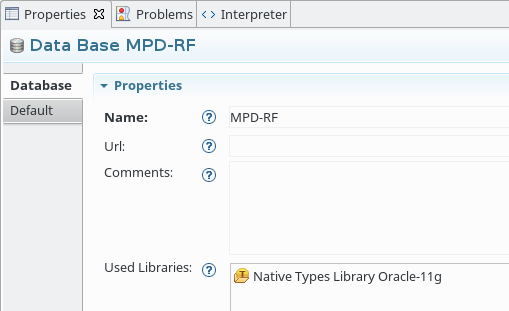 Properties
Problems
Interpreter
Data Base MPD-RF
Database
Default
Properties
Name: MPD-RF
Url:
Comments:
Used Libraries: Native Types Library Oracle-11g